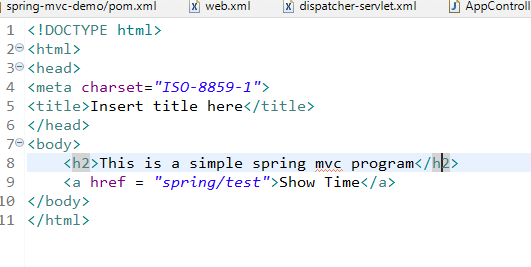 spring-mvc-demo/pom.xml web.xml dispatcher-servlet.xml AppControll
1 <!DOCTYPE html>
2 <html>
3 <head>
4 <meta charset="ISO-8859-1">
5 <title>Insert title here</title>
6 </head>
7 <body>
8 <h2>This is a simple spring mvc program</h2>
9 <a href = "spring/test">Show Time</a>
10 </body>
11 </html>